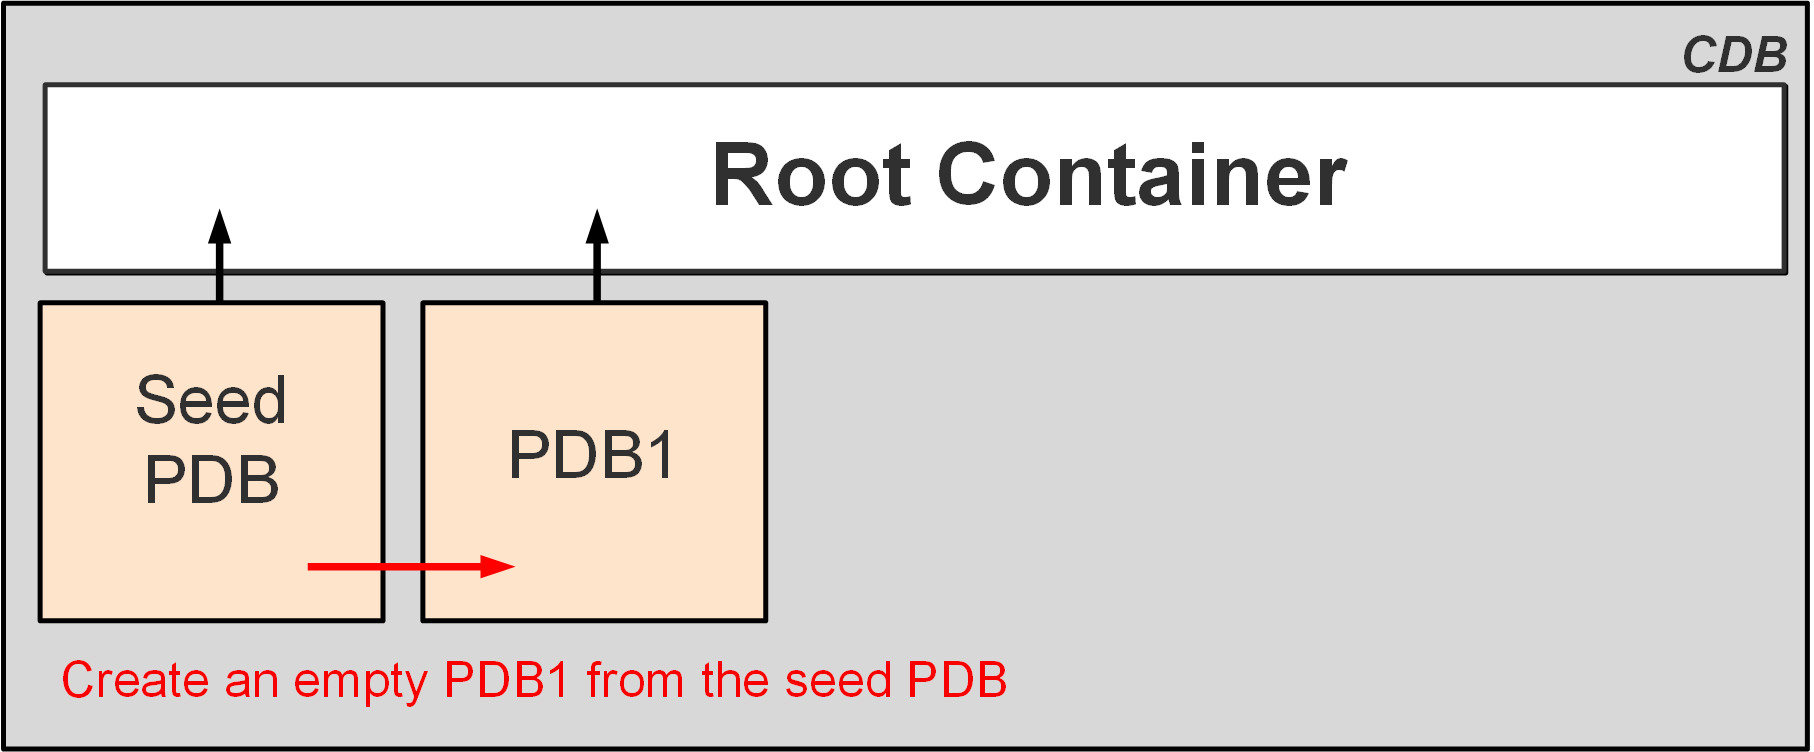 CDB
Root Container
Seed
PDB
PDB1
Create an empty PDB1 from the seed PDB